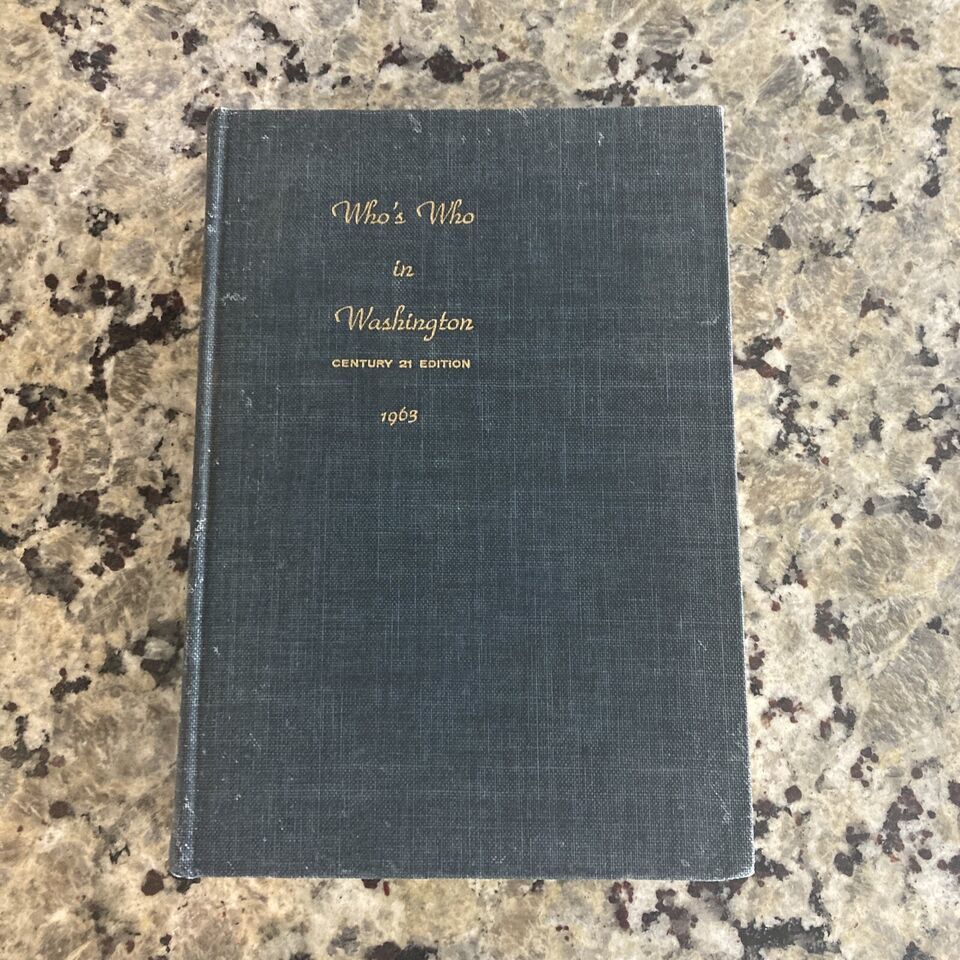 Who's Who
in
Washington
CENTURY 21 EDITION
1963